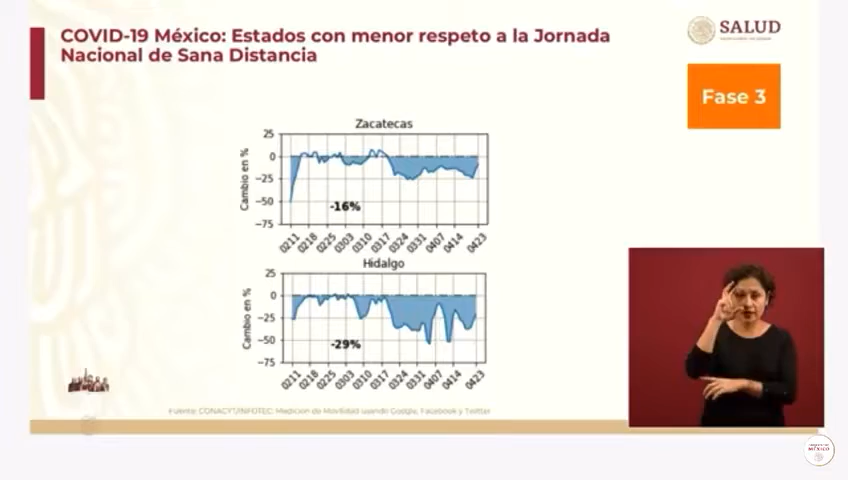 COVID-19 México: Estados con menor respeto a la Jornada
Nacional de Sana Distancia
SALUD
Fase 3
Zacatecas
25
0
−25
−50
−75
Cambio en %
-16%
0211 0218 0225 0303 0310 0317 0324 0331 0407 0414 0423
Hidalgo
25
0
−25
−50
−75
Cambio en %
-29%
0211 0218 0225 0303 0310 0317 0324 0331 0407 0414 0423
Fuente: CONACYT/INFOTEC. Medición de Movilidad usando Google, Facebook y Twitter
MÉXICO